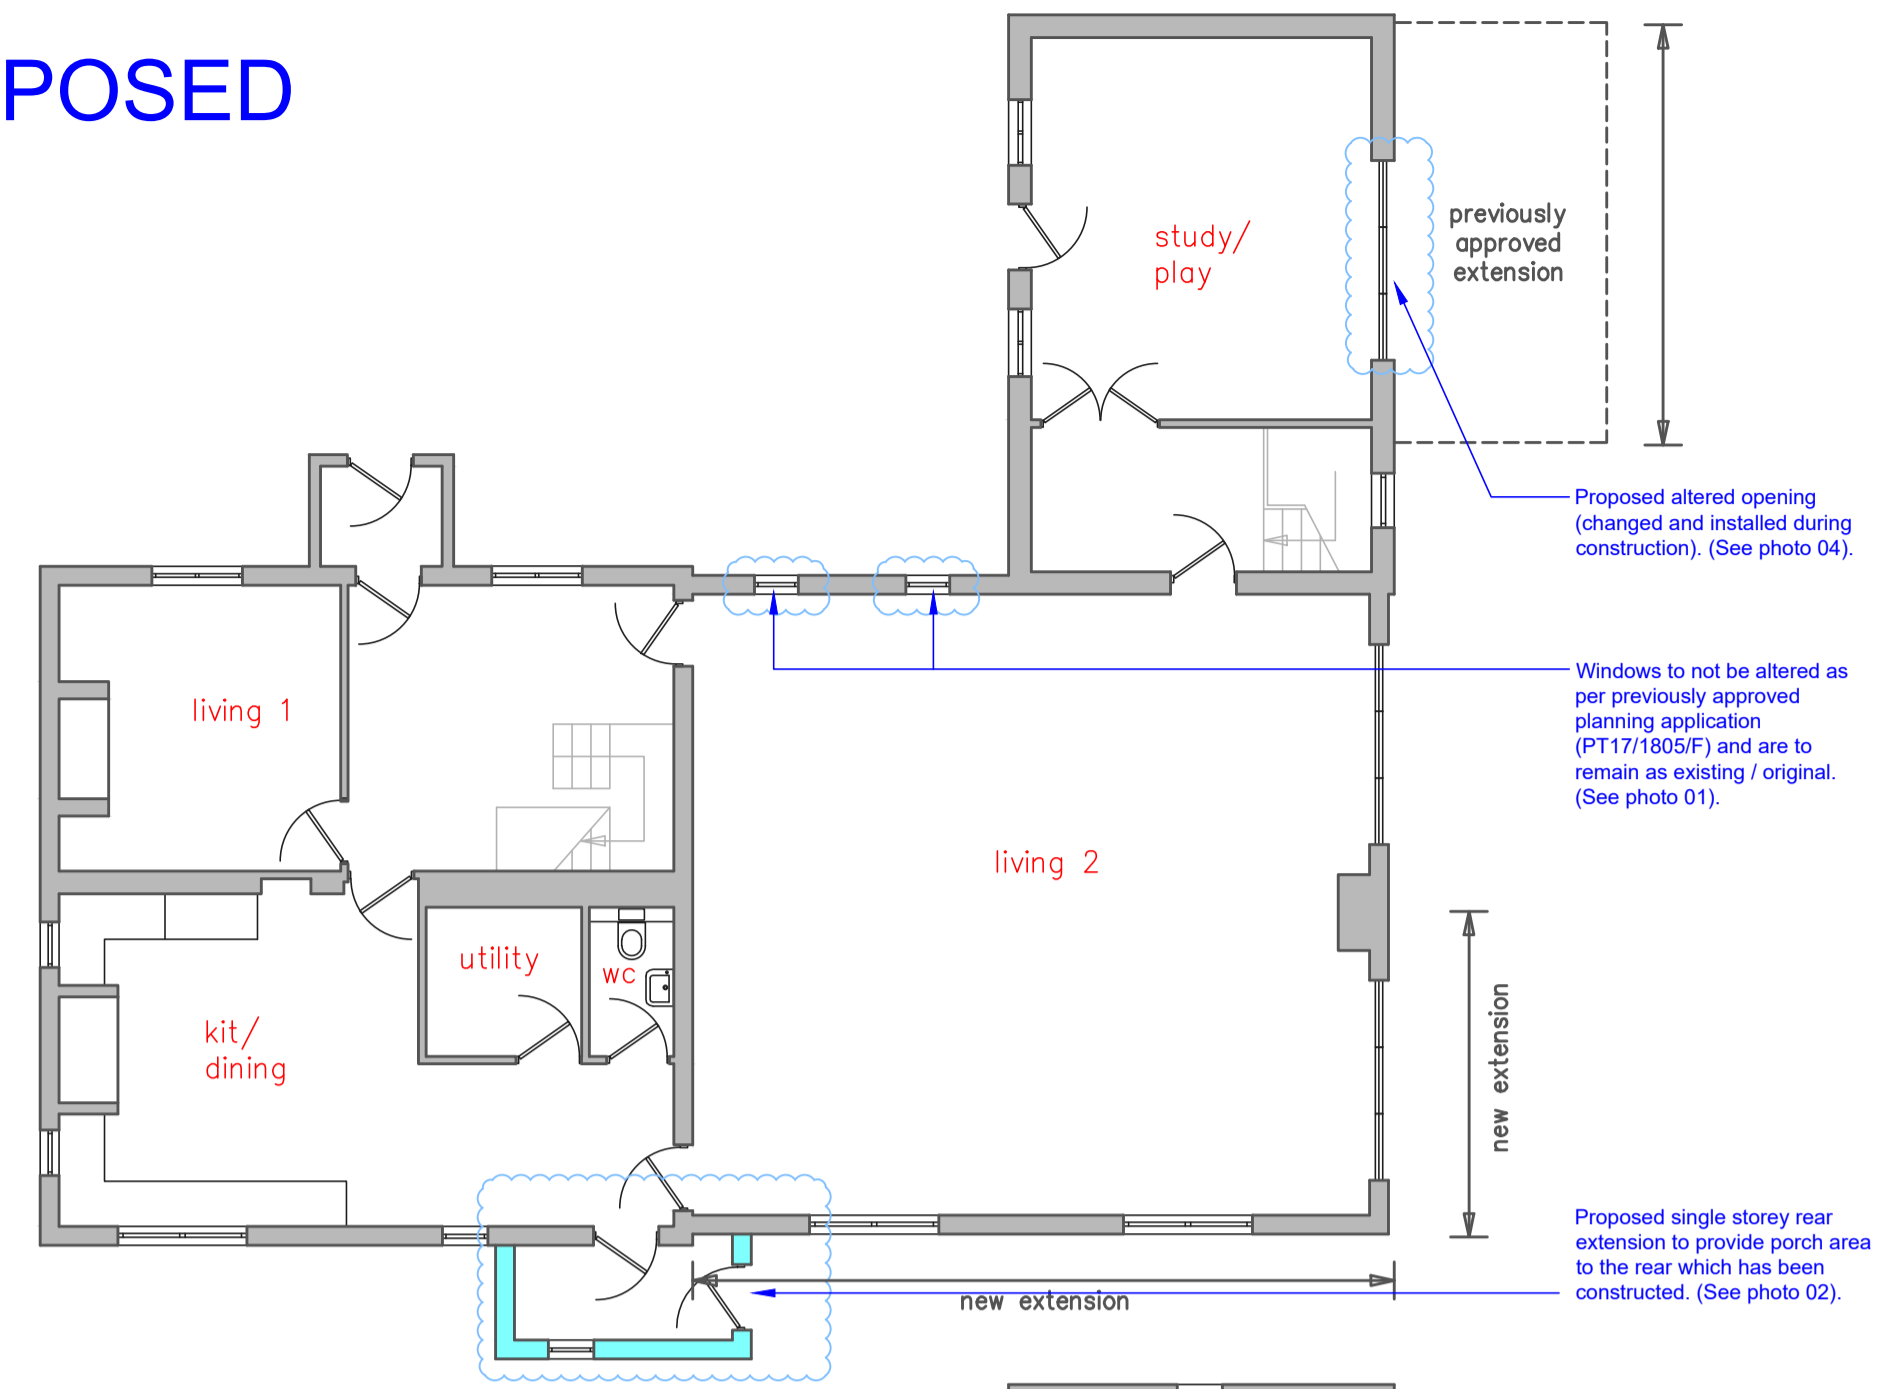 POSED
study/
play
previously
approved
extension
Proposed altered opening
(changed and installed during
construction). (See photo 04).
Windows to not be altered as
per previously approved
planning application
(PT17/1805/F) and are to
remain as existing / original.
(See photo 01).
living 1
living 2
utility
wc
kit/
dining
new extension
Proposed single storey rear
extension to provide porch area
to the rear which has been
constructed. (See photo 02).
new extension